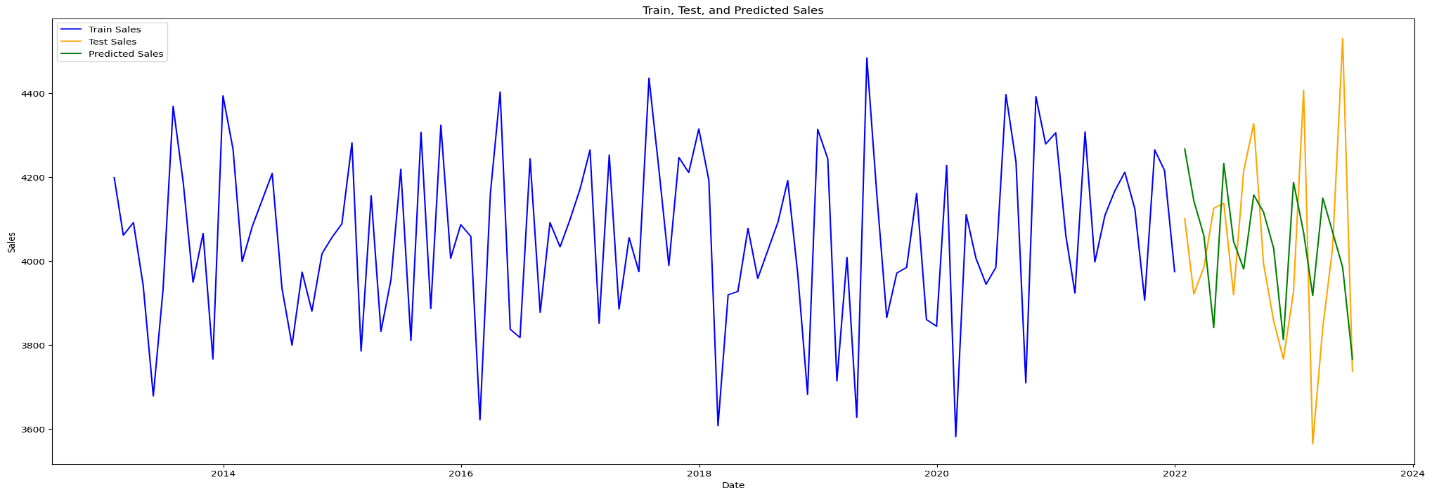 Train, Test, and Predicted Sales
Train Sales
Test Sales
Predicted Sales
4400
4200
4000
3800
3600
Sales
2014 2016 2018 2020 2022 2024
Date